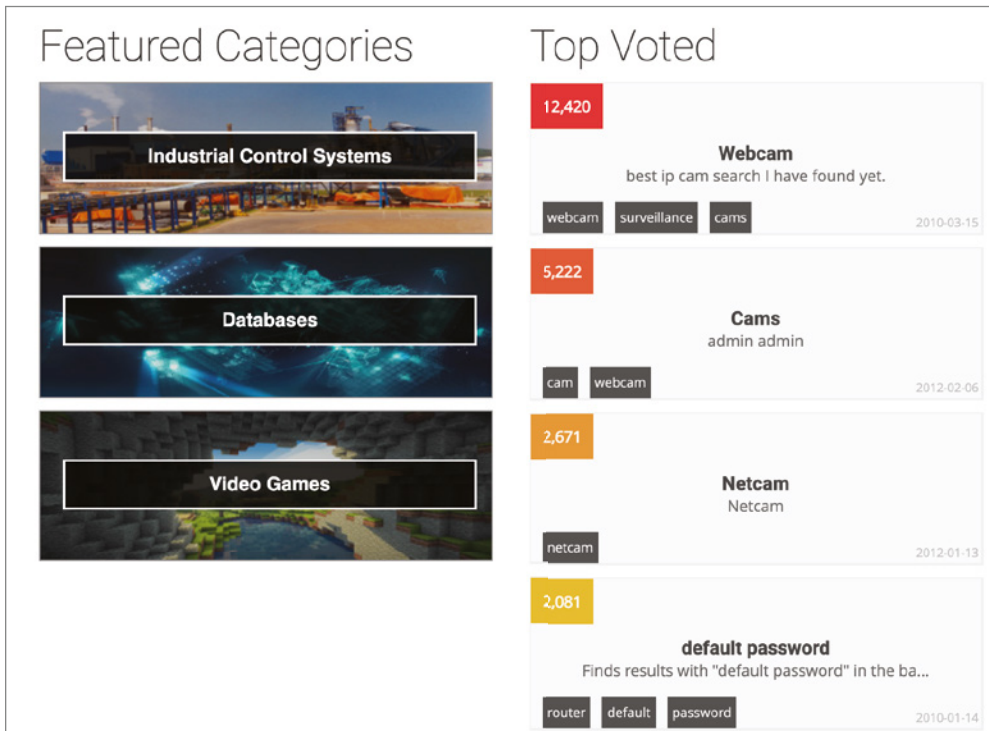 Featured Categories
Industrial Control Systems
Databases
Video Games
Top Voted
12,420
Webcam
best ip cam search I have found yet.
webcam surveillance cams
2010-03-15
5,222
Cams
admin admin
cam webcam
2012-02-06
2,671
Netcam
Netcam
netcam
2012-01-13
2,081
default password
Finds results with "default password" in the ba...
router default password
2010-01-14